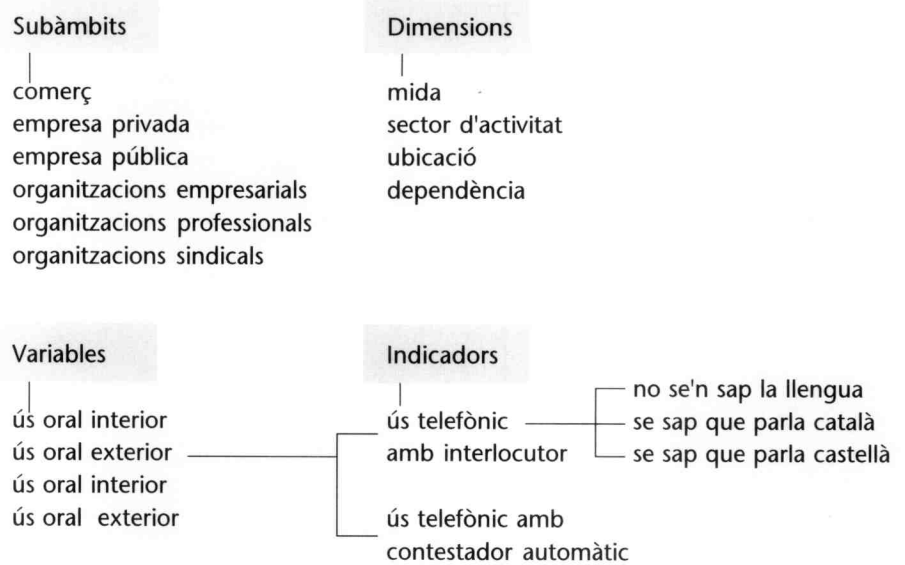 Subàmbits
comerç
empresa privada
empresa pública
organitzacions empresarials
organitzacions professionals
organitzacions sindicals
Dimensions
mida
sector d'activitat
ubicació
dependència
Variables
ús oral interior
ús oral exterior
ús oral interior
ús oral exterior
Indicadors
ús telefònic
amb interlocutor
ús telefònic amb
contestador automàtic
no se'n sap la llengua
se sap que parla català
se sap que parla castellà